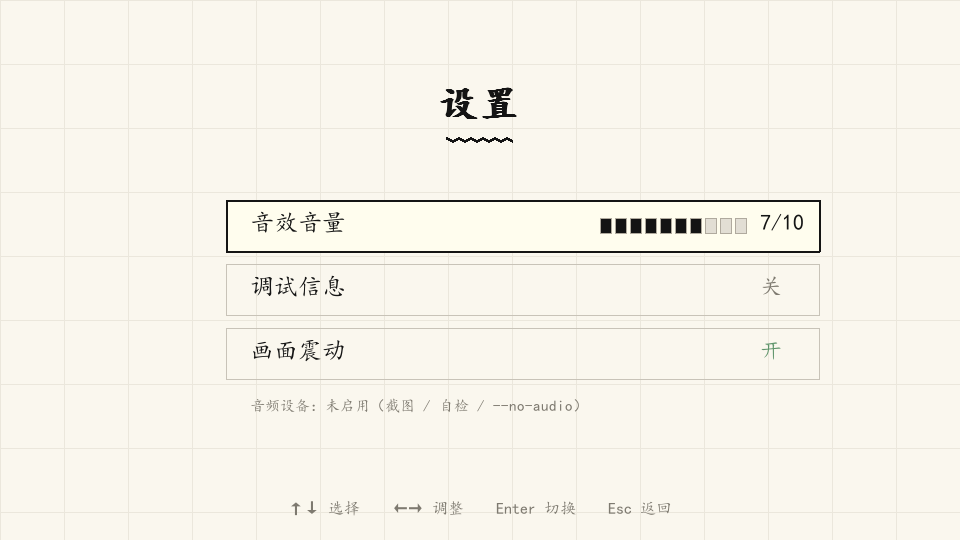 设置
音效音量 7/10
调试信息 关
画面震动 开
音频设备: 未启用 (截图 / 自检 / --no-audio)
↑↓ 选择 ←→ 调整 Enter 切换 Esc 返回